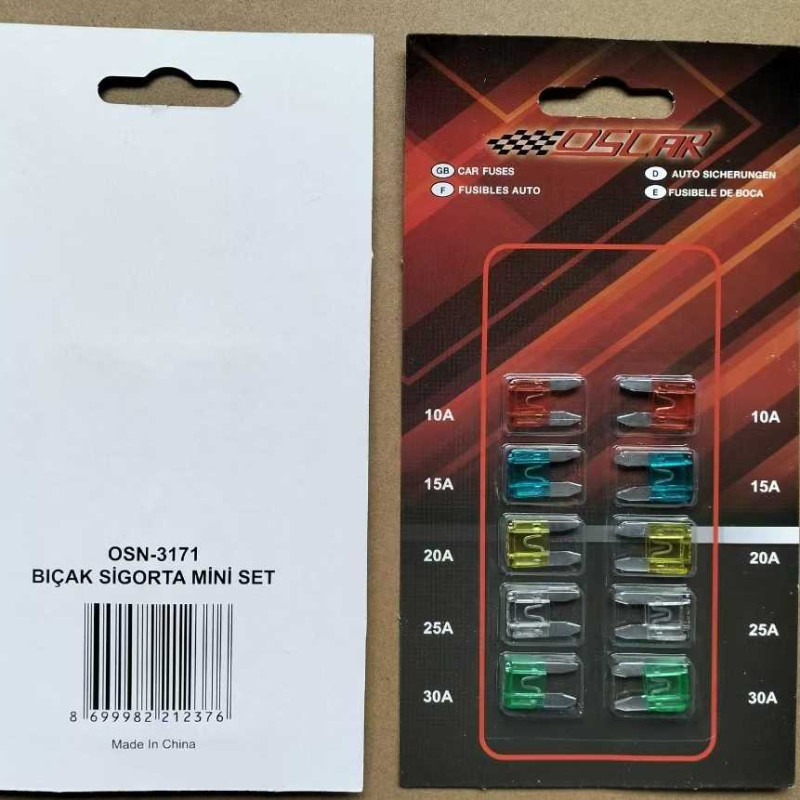 OSN-3171
BIÇAK SİGORTA MİNİ SET
8 699982 212376
Made In China
OSCAR
GB CAR FUSES
F FUSIBLES AUTO
D AUTO SICHERUNGEN
E FUSIBELE DE BOCA
10A 10A
15A 15A
20A 20A
25A 25A
30A 30A